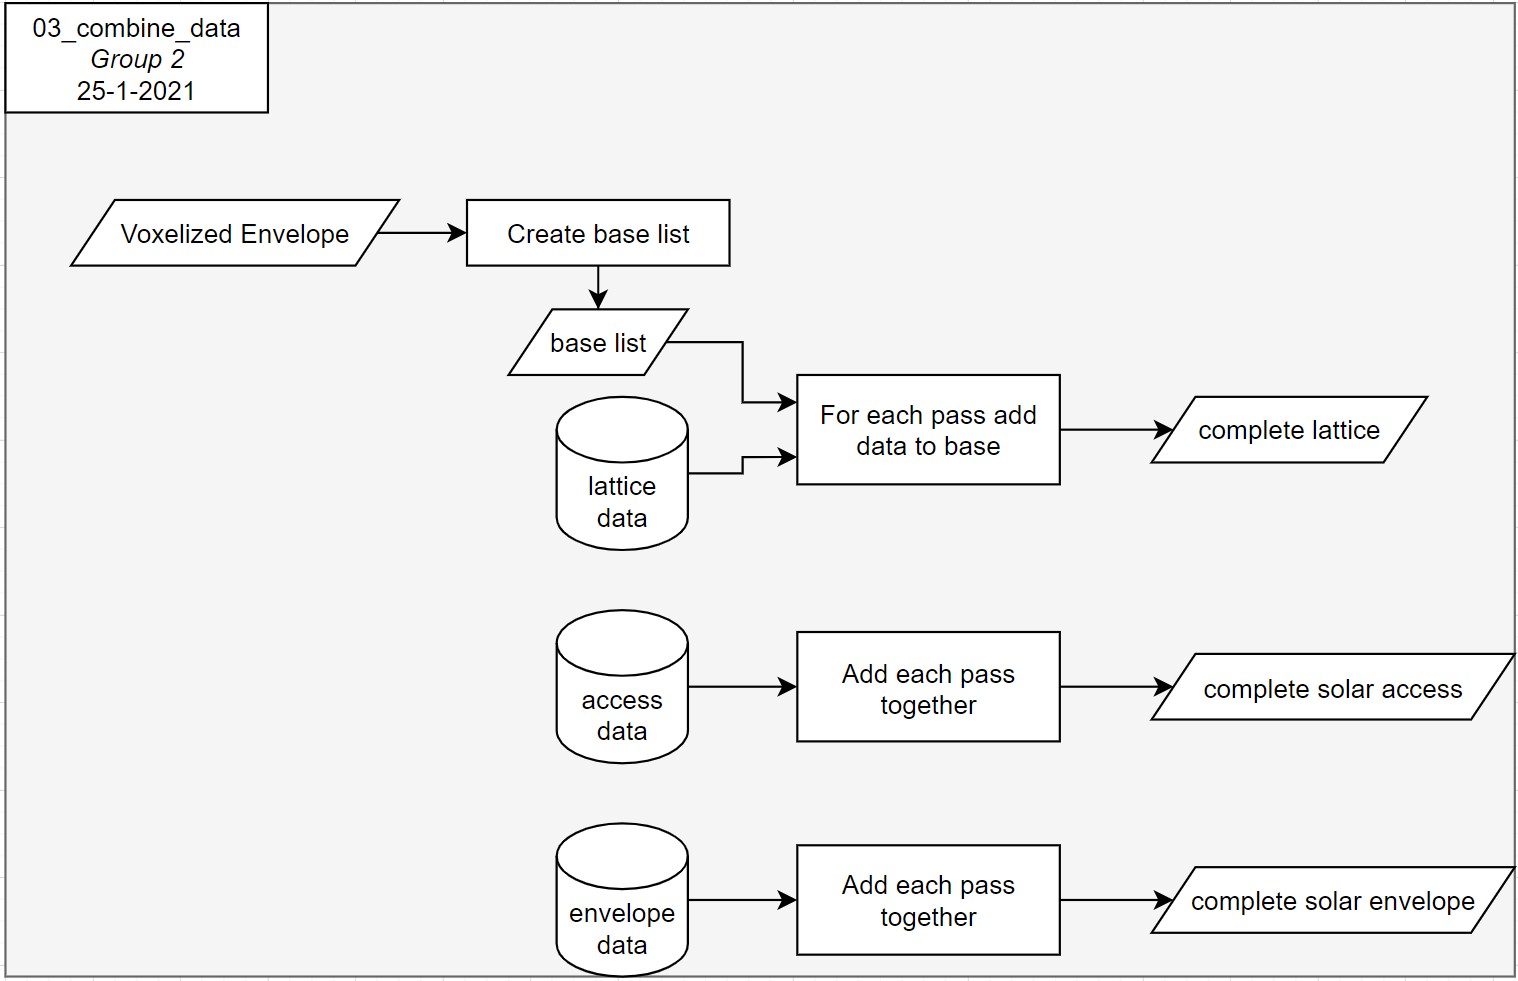 03_combine_data
Group 2
25-1-2021
Voxelized Envelope
Create base list
base list
For each pass add
data to base
complete lattice
lattice
data
access
data
Add each pass
together
complete solar access
envelope
data
Add each pass
together
complete solar envelope